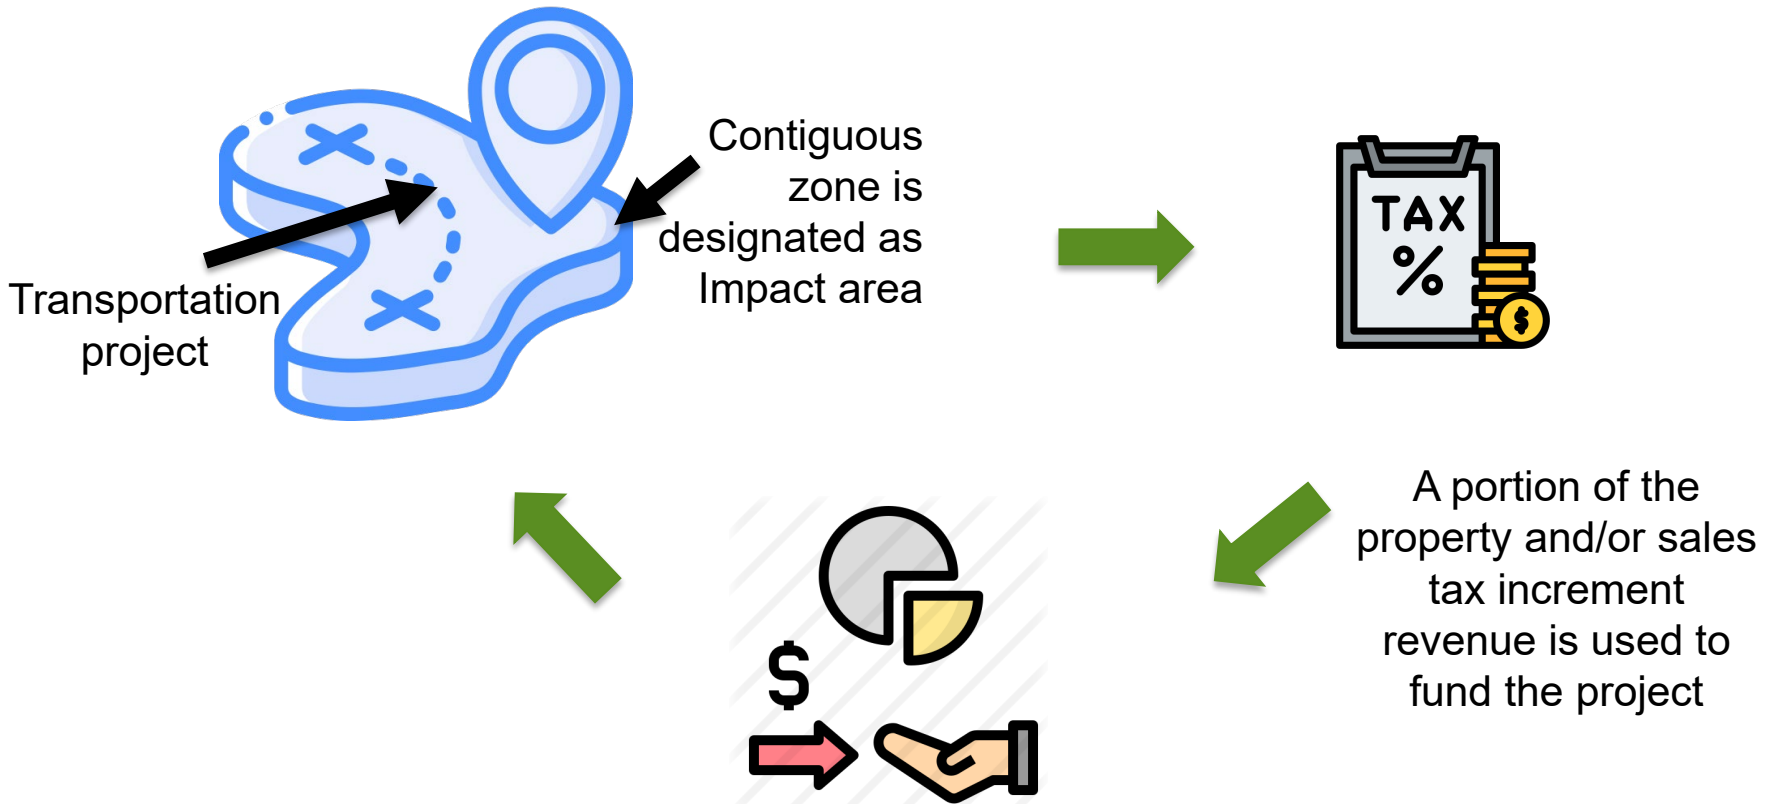 Transportation
project
Contiguous
zone is
designated as
Impact area
TAX
%
$
A portion of the
property and/or sales
tax increment
revenue is used to
fund the project
$